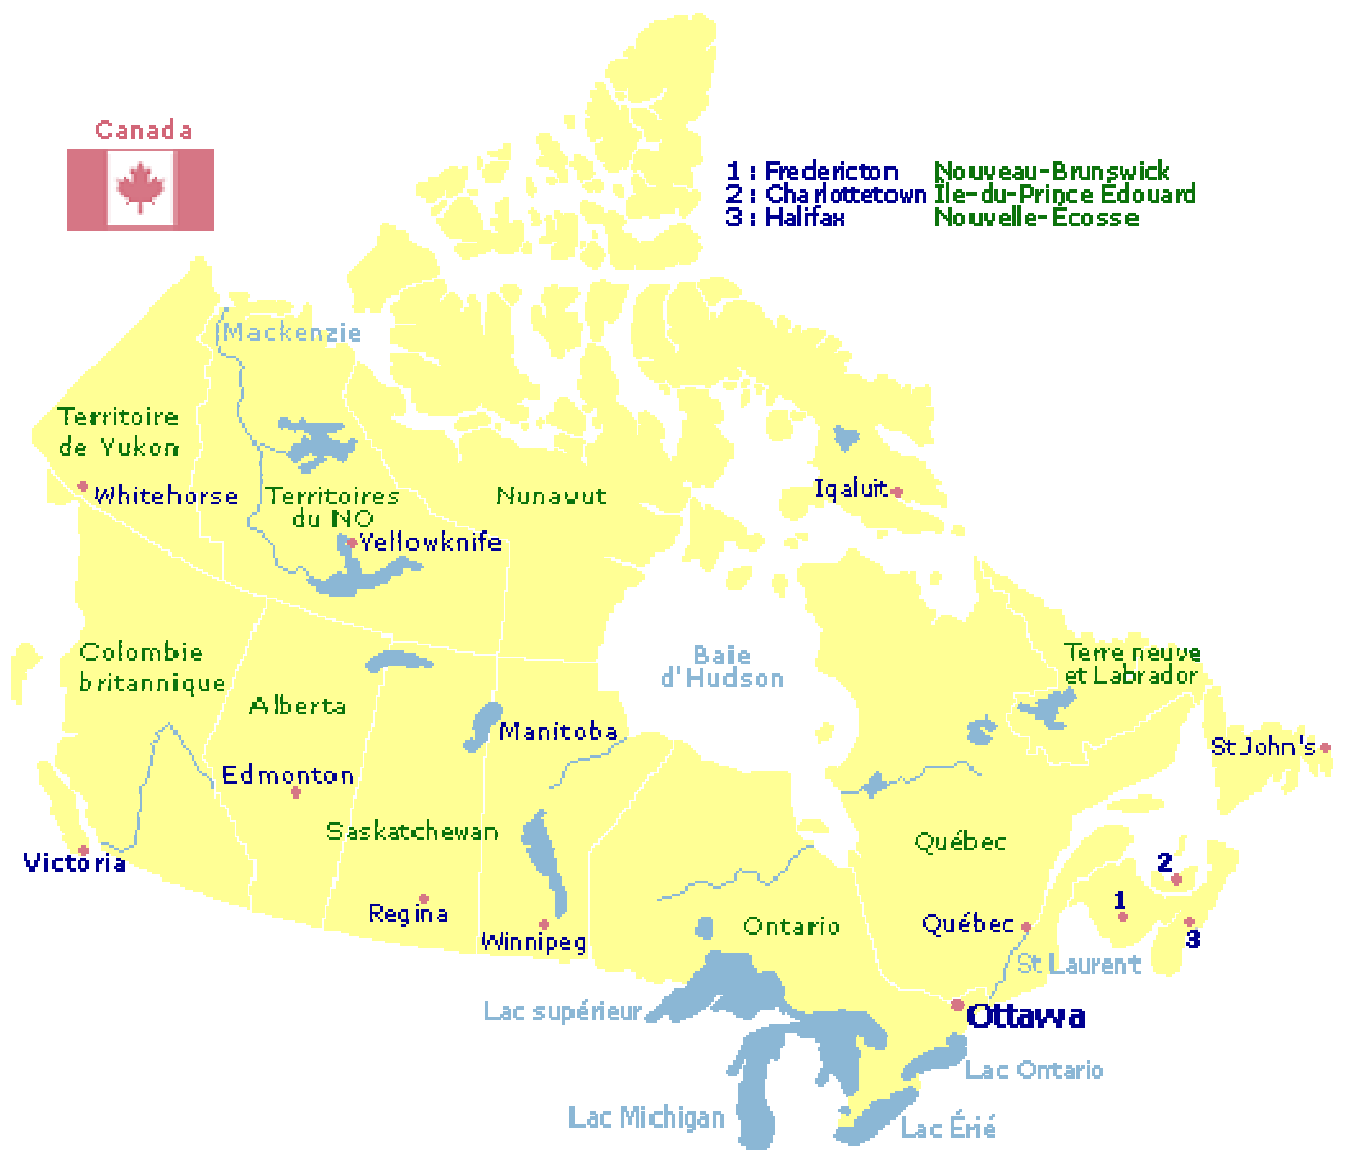 Canada
1 : Fredericton Nouveau-Brunswick
2 : Charlottetown Île-du-Prince Édouard
3 : Halifax Nouvelle-Écosse
Mackenzie
Territoire
de Yukon
Whitehorse
Territoires
du NO
Nunavut
Iqaluit
Yellowknife
Colombie
britannique
Baie
d'Hudson
Terre neuve
et Labrador
Alberta
Manitoba
St John's
Edmonton
Saskatchewan
Québec
Victoria
2
1
Regina
Winnipeg
Ontario
Québec
3
St Laurent
Lac supérieur
Ottawa
Lac Ontario
Lac Michigan
Lac Érié